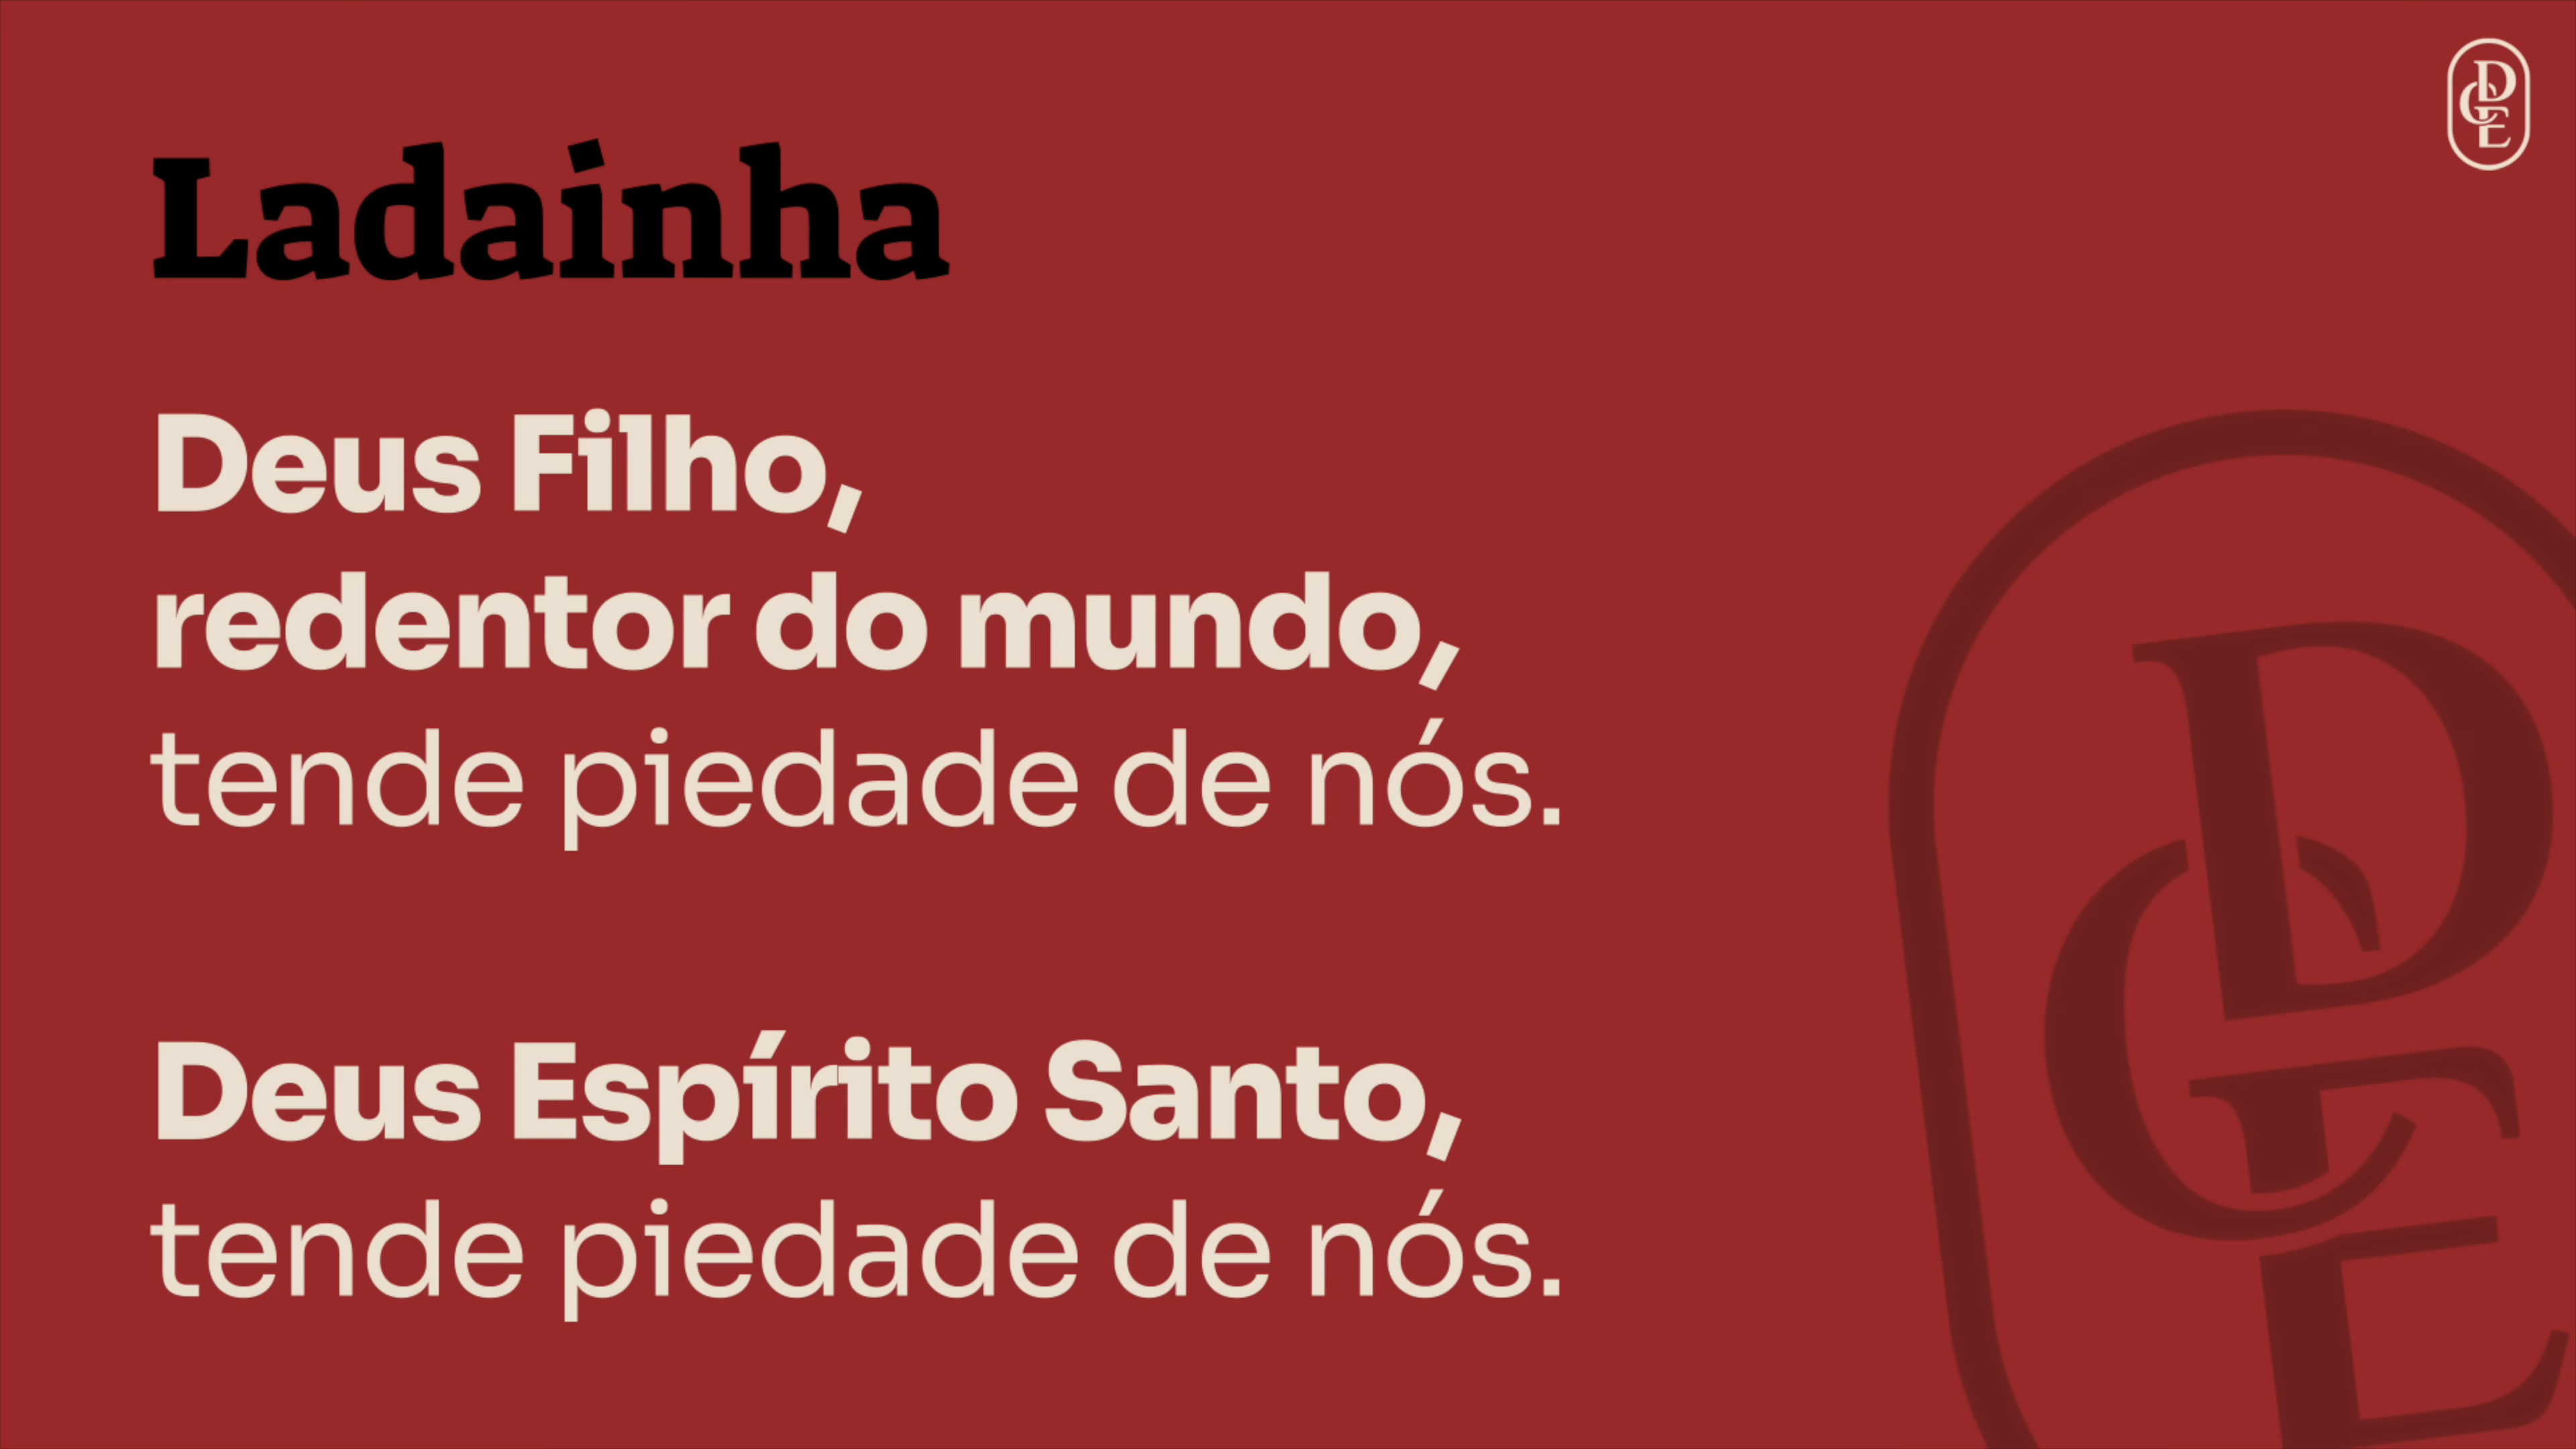 Ladainha
Deus Filho,
redentor do mundo,
tende piedade de nós.
Deus Espírito Santo,
tende piedade de nós.